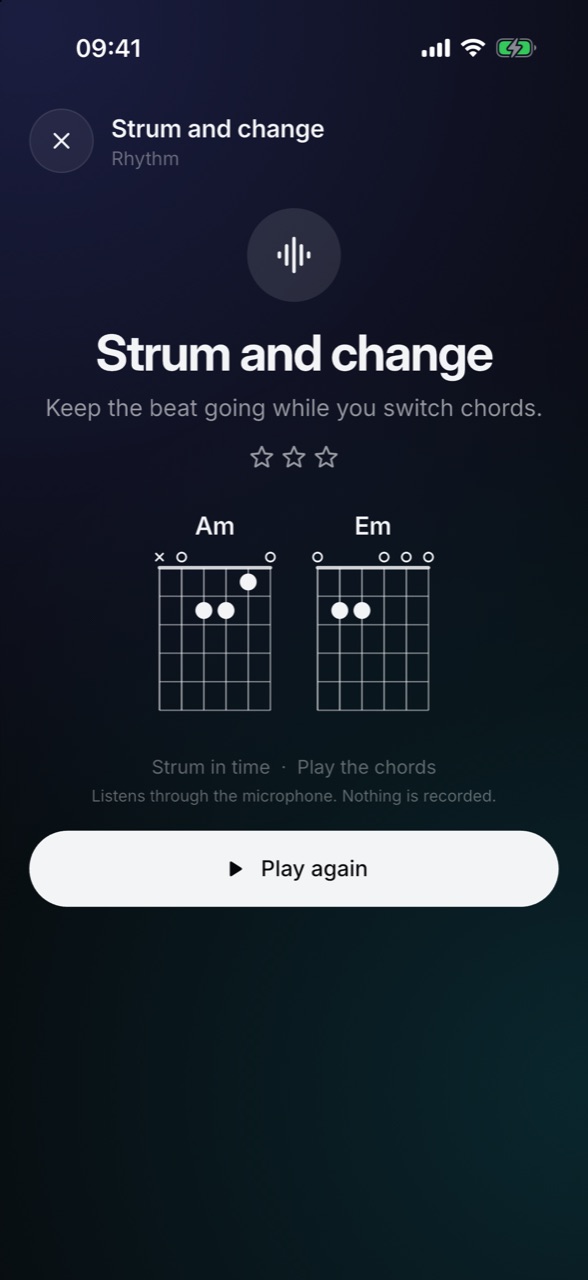 09:41
Strum and change
Rhythm
Strum and change
Keep the beat going while you switch chords.
Am Em
× o o o o o o
Strum in time · Play the chords
Listens through the microphone. Nothing is recorded.
Play again